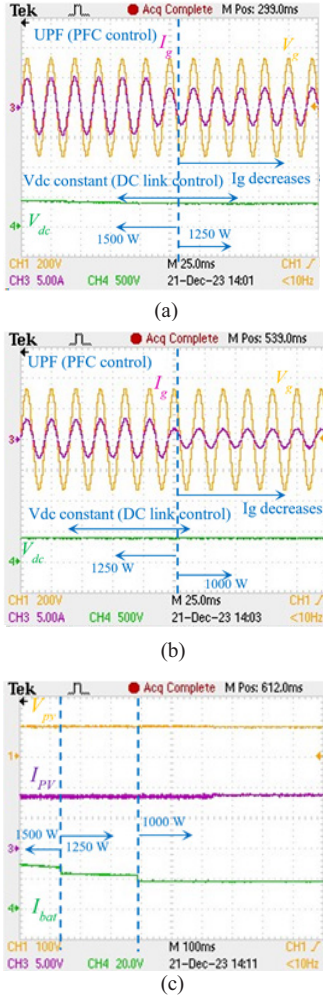 Tek Acq Complete M Pos: 299.0ms
UPF (PFC control) Ig Vg
3
Ig decreases
Vdc constant (DC link control)
Vdc
4
1500 W 1250 W
CH1 200V M 25.0ms CH1
CH3 5.00A CH4 500V 21-Dec-23 14:01 <10Hz
(a)
Tek Acq Complete M Pos: 539.0ms
UPF (PFC control)
Ig Vg
3
Ig decreases
Vdc constant (DC link control)
Vdc
4
1250 W
1000 W
CH1 200V M 25.0ms CH1
CH3 5.00A CH4 500V 21-Dec-23 14:03 <10Hz
(b)
Tek Acq Complete M Pos: 612.0ms
Vpv
1
IPV
1500 W 1250 W 1000 W
3
Ibat
4
CH1 100V M 100ms CH1
CH3 5.00V CH4 20.0V 21-Dec-23 14:11 <10Hz
(c)